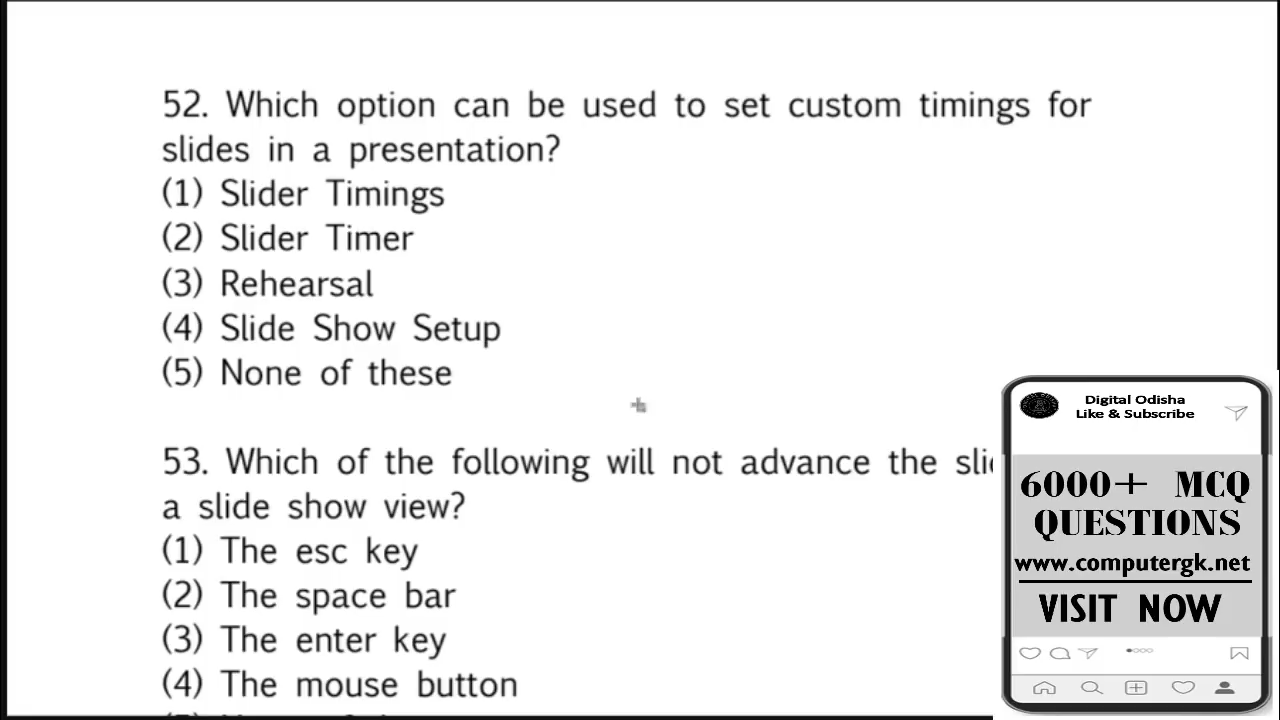 52. Which option can be used to set custom timings for
slides in a presentation?
(1) Slider Timings
(2) Slider Timer
(3) Rehearsal
(4) Slide Show Setup
(5) None of these
53. Which of the following will not advance the
a slide show view?
(1) The esc key
(2) The space bar
(3) The enter key
(4) The mouse button
Digital Odisha
Like & Subscribe
6000+ MCQ
QUESTIONS
www.computergk.net
VISIT NOW